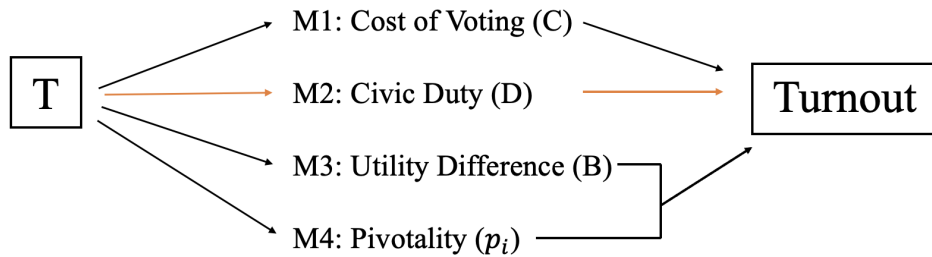 T
M1: Cost of Voting (C)
M2: Civic Duty (D)
M3: Utility Difference (B)
M4: Pivotality (pᵢ)
Turnout